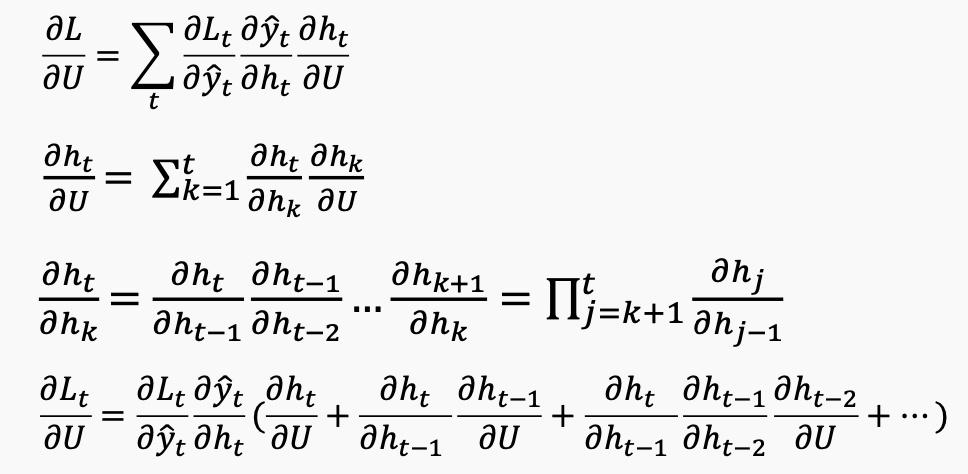 ∂L/∂U = ∑_t ∂L_t/∂ŷ_t ∂ŷ_t/∂h_t ∂h_t/∂U
∂h_t/∂U = ∑_{k=1}^{t} ∂h_t/∂h_k ∂h_k/∂U
∂h_t/∂h_k = ∂h_t/∂h_{t−1} ∂h_{t−1}/∂h_{t−2} … ∂h_{k+1}/∂h_k = ∏_{j=k+1}^{t} ∂h_j/∂h_{j−1}
∂L_t/∂U = ∂L_t/∂ŷ_t ∂ŷ_t/∂h_t (∂h_t/∂U + ∂h_t/∂h_{t−1} ∂h_{t−1}/∂U + ∂h_t/∂h_{t−1} ∂h_{t−1}/∂h_{t−2} ∂h_{t−2}/∂U + ⋯)